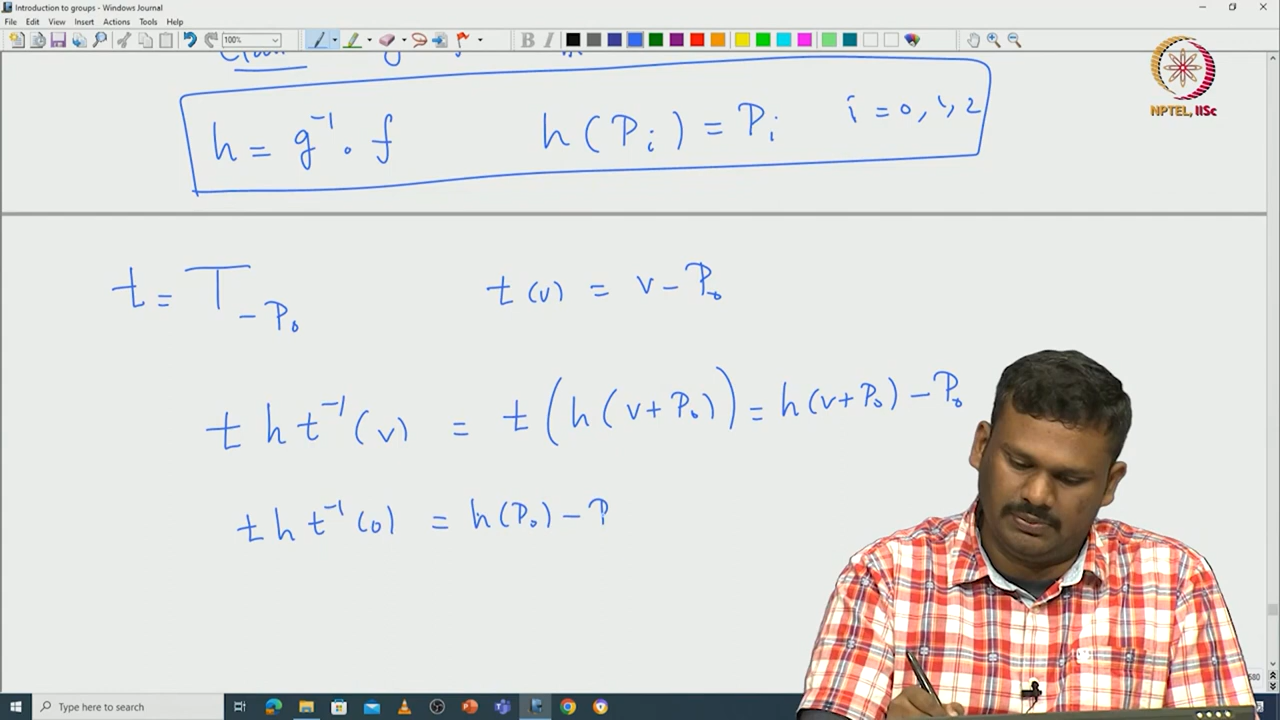 Introduction to groups - Windows Journal
File Edit View Insert Actions Tools Help
100%
B I
NPTEL, IISc
h = g⁻¹ ∘ f h(Pᵢ) = Pᵢ i = 0, 1, 2
t = T₋P₀ t(v) = v − P₀
t h t⁻¹(v) = t(h(v+P₀)) = h(v+P₀) − P₀
t h t⁻¹(0) = h(P₀) − P
Type here to search